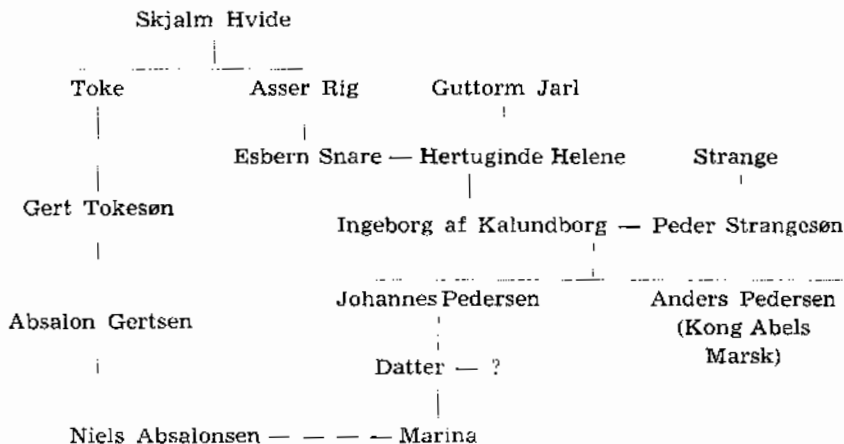 Skjalm Hvide
Toke Asser Rig Guttorm Jarl
Esbern Snare — Hertuginde Helene Strange
Gert Tokesøn
Ingeborg af Kalundborg — Peder Strangesøn
Johannes Pedersen Anders Pedersen
Absalon Gertsen (Kong Abels
Marsk)
Datter — ?
Niels Absalonsen — — — — Marina